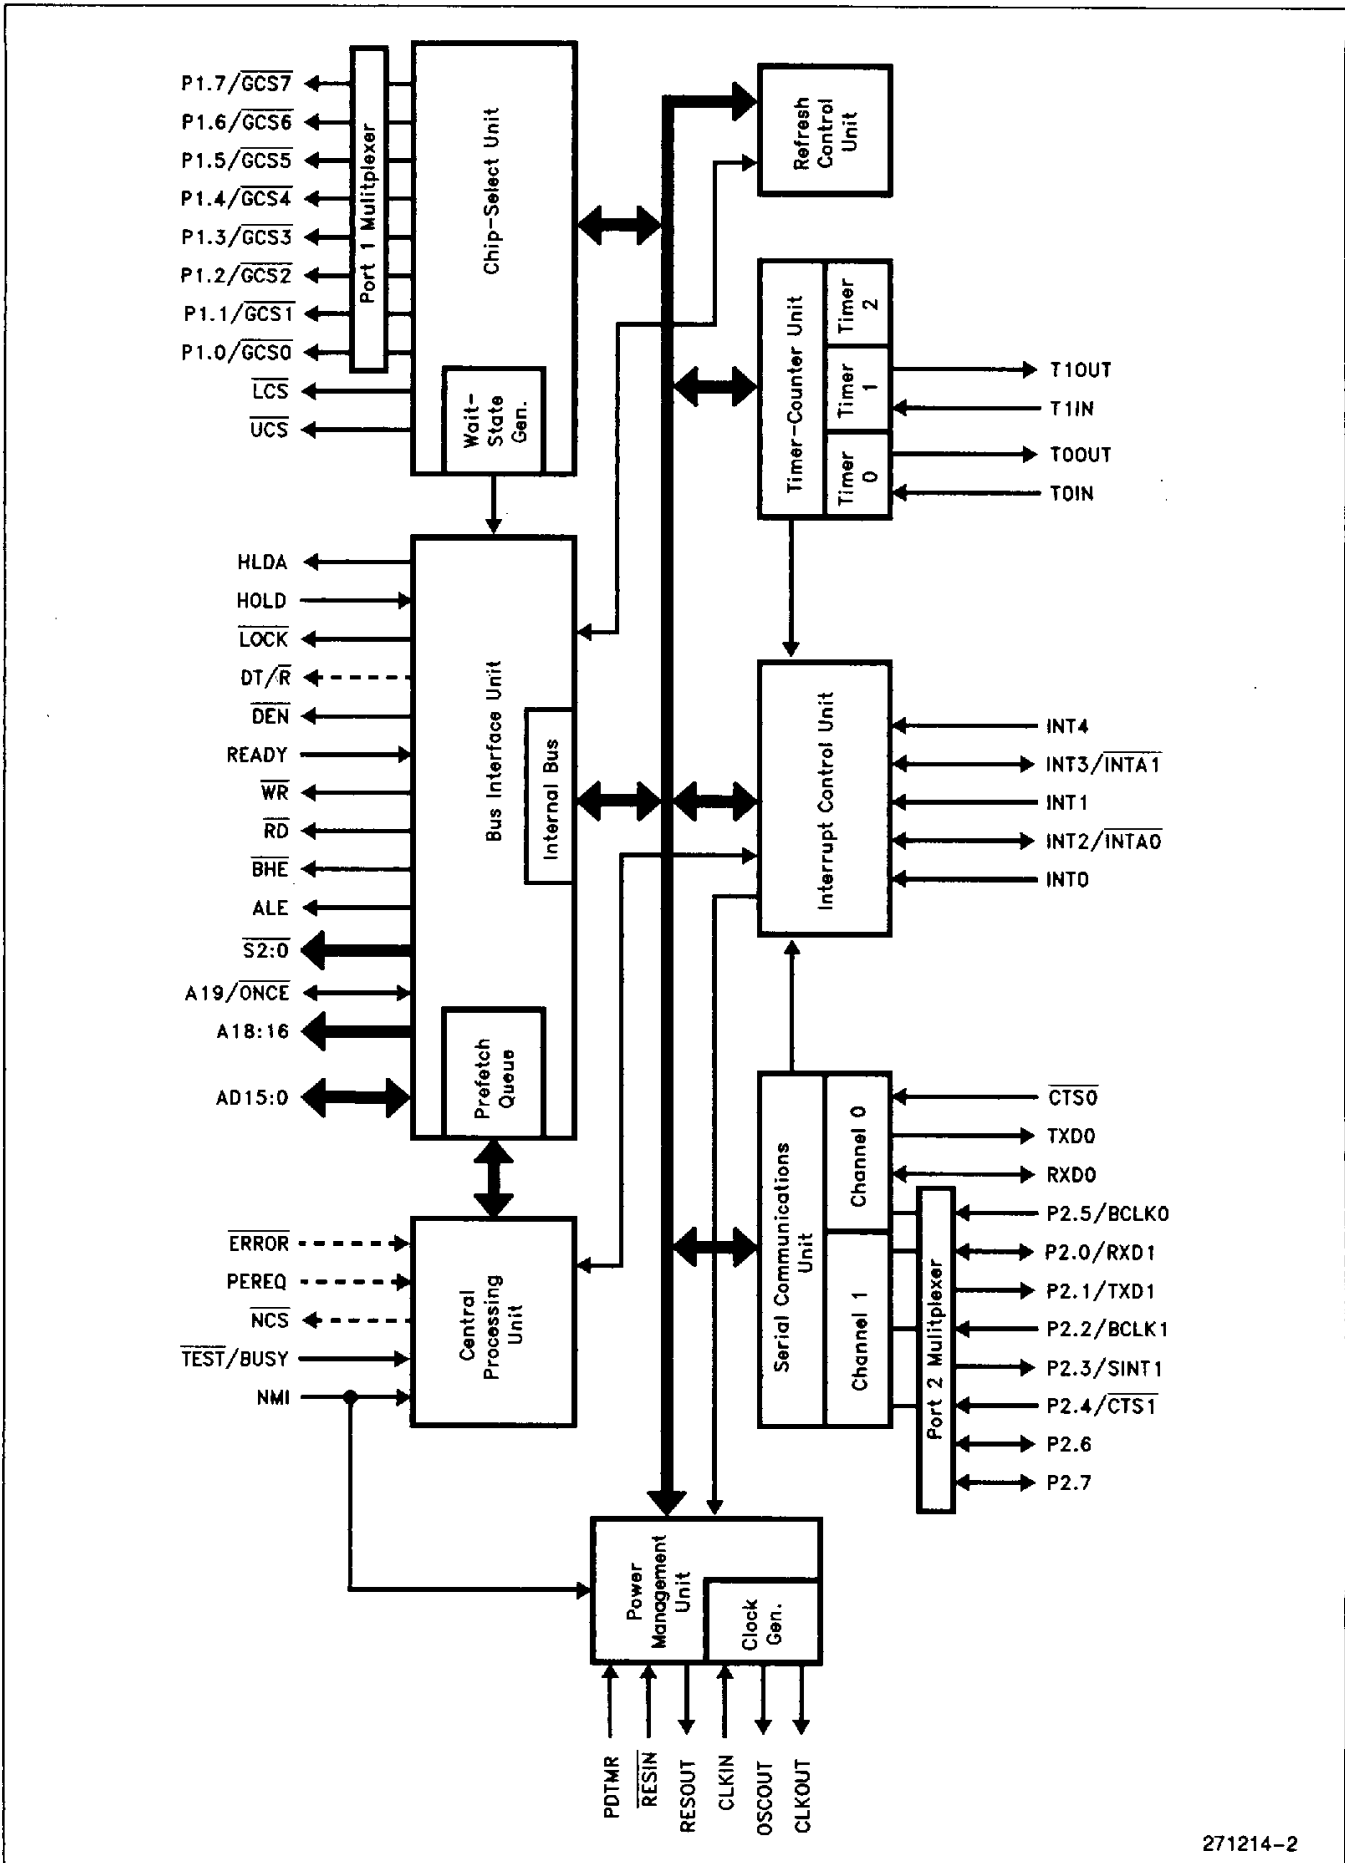 P1.7/GCS7
P1.6/GCS6
P1.5/GCS5
P1.4/GCS4
P1.3/GCS3
P1.2/GCS2
P1.1/GCS1
P1.0/GCS0
LCS
UCS
Port 1 Mulitplexer
Chip-Select Unit
Wait-
State
Gen.
Refresh
Control
Unit
Timer-Counter Unit
Timer
2
Timer
1
Timer
0
T1OUT
T1IN
T0OUT
T0IN
HLDA
HOLD
LOCK
DT/R
DEN
READY
WR
RD
BHE
ALE
S2:0
A19/ONCE
A18:16
AD15:0
Bus Interface Unit
Internal Bus
Prefetch
Queue
Interrupt Control Unit
INT4
INT3/INTA1
INT1
INT2/INTA0
INT0
ERROR
PEREQ
NCS
TEST/BUSY
NMI
Central
Processing
Unit
Serial Communications
Unit
Channel 0
Channel 1
Port 2 Mulitplexer
CTS0
TXD0
RXD0
P2.5/BCLK0
P2.0/RXD1
P2.1/TXD1
P2.2/BCLK1
P2.3/SINT1
P2.4/CTS1
P2.6
P2.7
Power
Management
Unit
Clock
Gen.
PDTMR
RESIN
RESOUT
CLKIN
OSCOUT
CLKOUT
271214-2